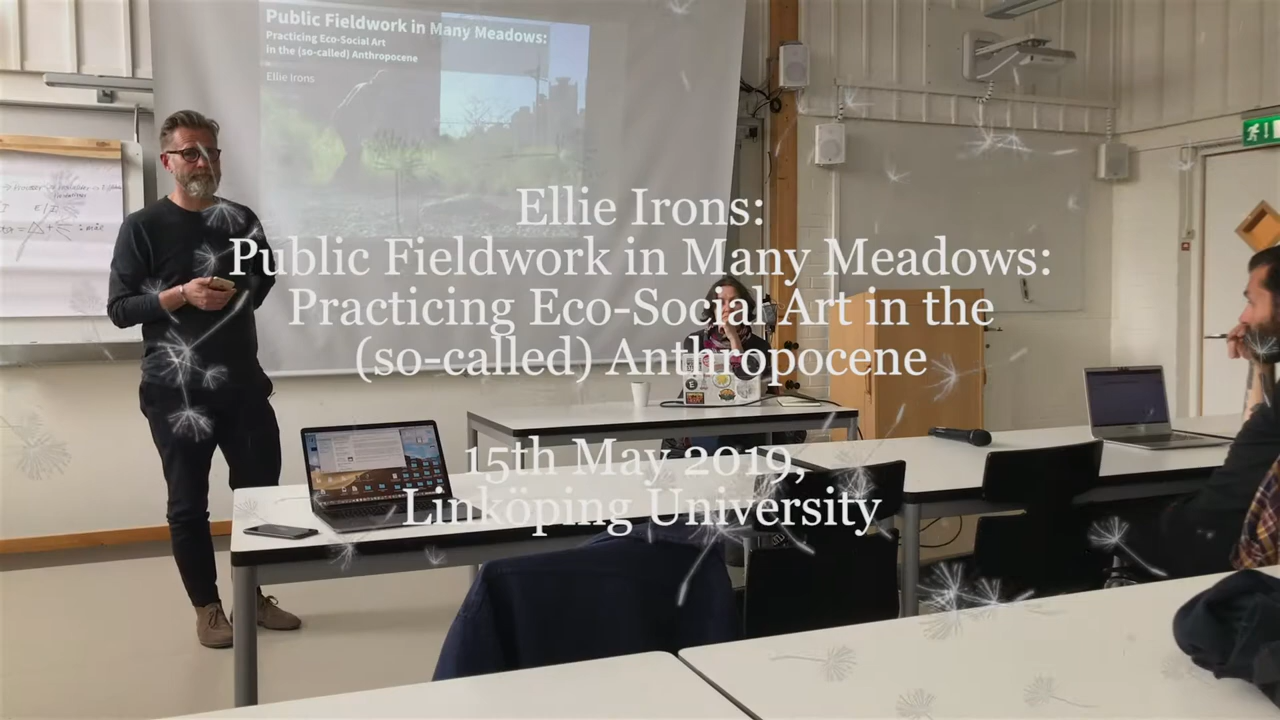 Public Fieldwork in Many Meadows:
Practicing Eco-Social Art
in the (so-called) Anthropocene
Ellie Irons
Ellie Irons:
Public Fieldwork in Many Meadows:
Practicing Eco-Social Art in the
(so-called) Anthropocene
15th May 2019,
Linköping University